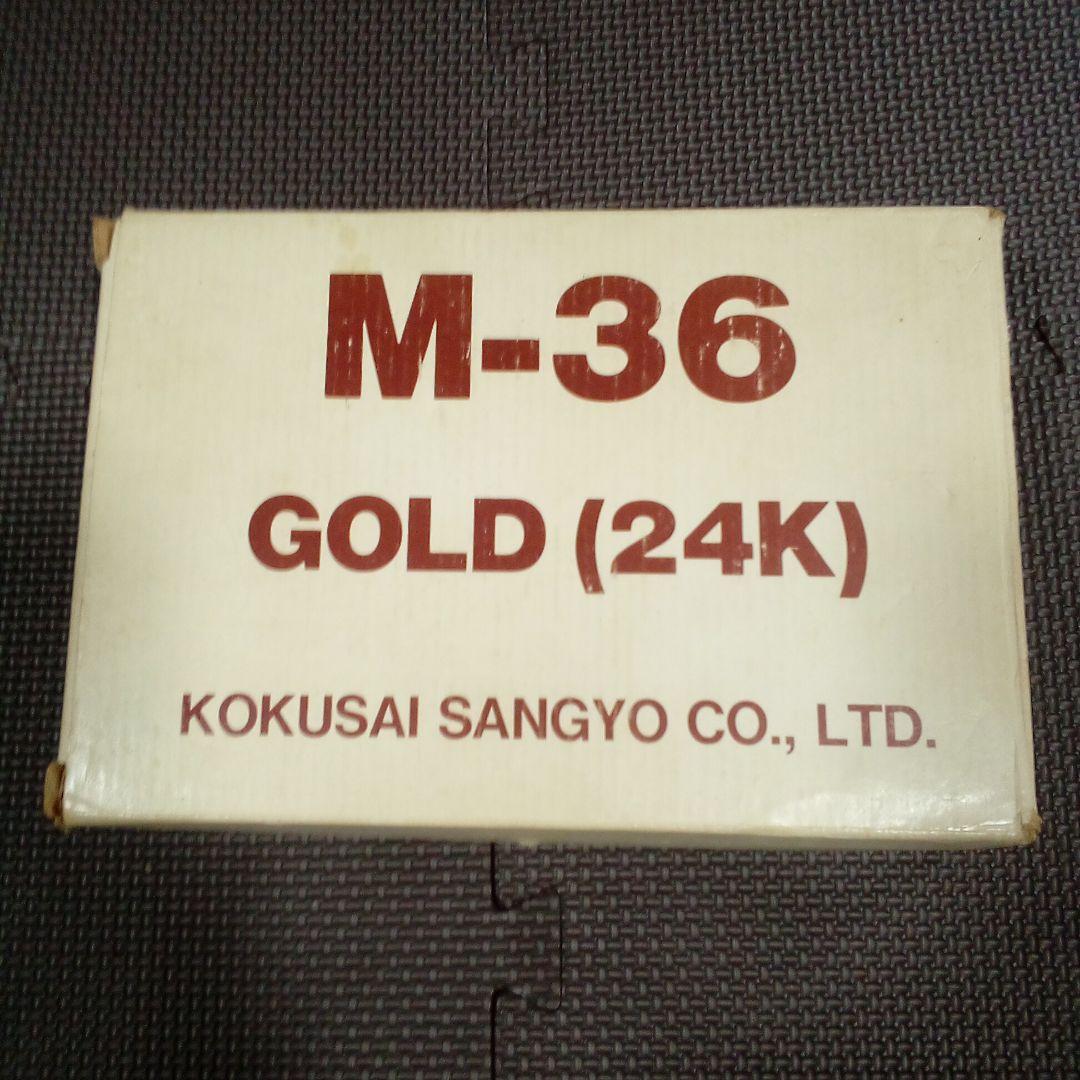 M-36
GOLD (24K)
KOKUSAI SANGYO CO., LTD.